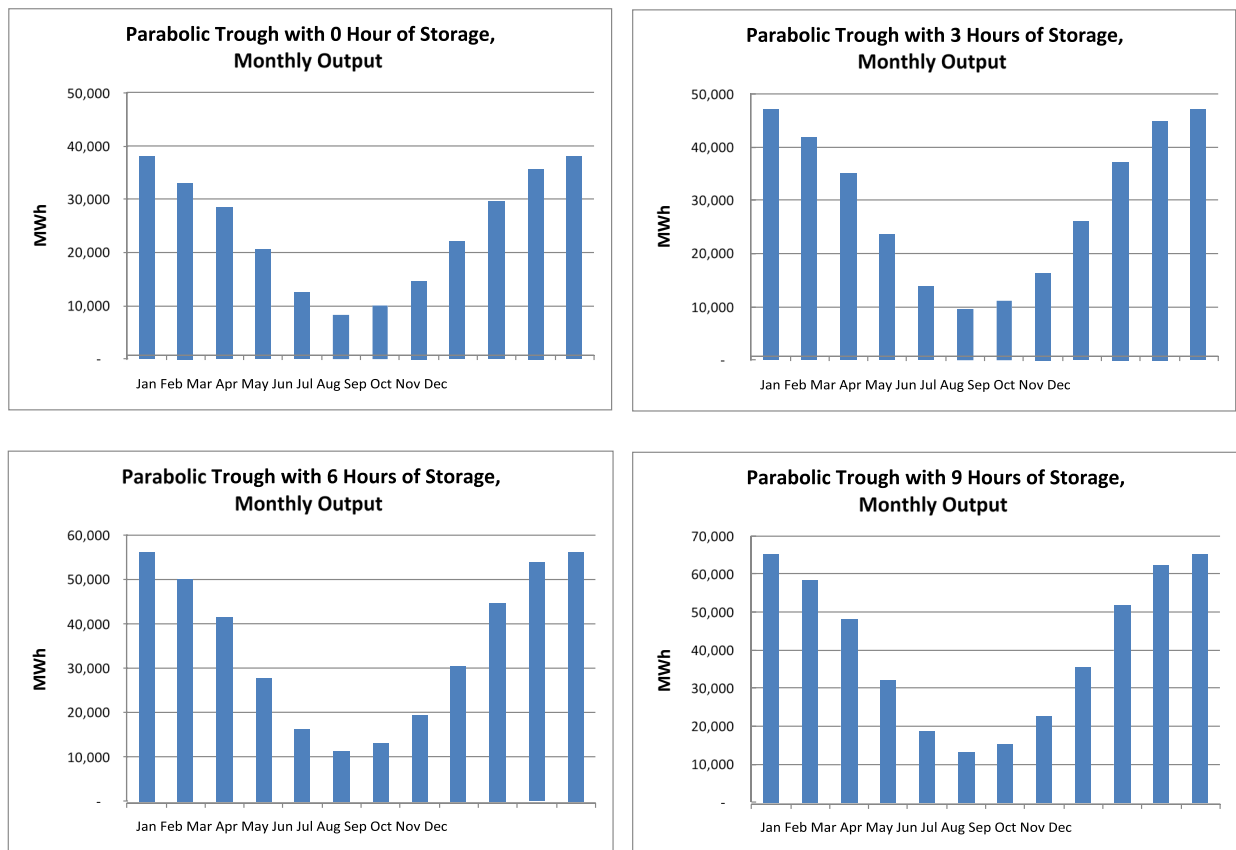 Parabolic Trough with 0 Hour of Storage,
Monthly Output
50,000
40,000
30,000
20,000
10,000
-
MWh
Jan Feb Mar Apr May Jun Jul Aug Sep Oct Nov Dec
Parabolic Trough with 3 Hours of Storage,
Monthly Output
50,000
40,000
30,000
20,000
10,000
-
MWh
Jan Feb Mar Apr May Jun Jul Aug Sep Oct Nov Dec
Parabolic Trough with 6 Hours of Storage,
Monthly Output
60,000
50,000
40,000
30,000
20,000
10,000
-
MWh
Jan Feb Mar Apr May Jun Jul Aug Sep Oct Nov Dec
Parabolic Trough with 9 Hours of Storage,
Monthly Output
70,000
60,000
50,000
40,000
30,000
20,000
10,000
-
MWh
Jan Feb Mar Apr May Jun Jul Aug Sep Oct Nov Dec